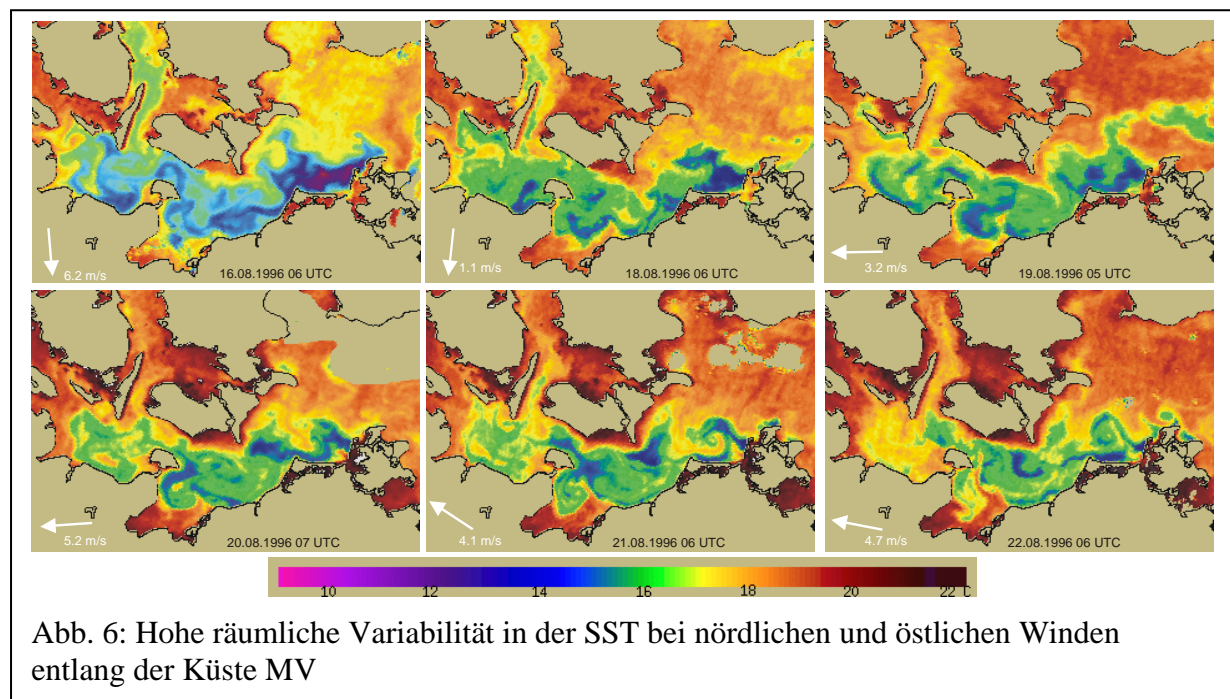 6.2 m/s
16.08.1996 06 UTC
1.1 m/s
18.08.1996 06 UTC
3.2 m/s
19.08.1996 05 UTC
5.2 m/s
20.08.1996 07 UTC
4.1 m/s
21.08.1996 06 UTC
4.7 m/s
22.08.1996 06 UTC
10 12 14 16 18 20 22 C
Abb. 6: Hohe räumliche Variabilität in der SST bei nördlichen und östlichen Winden
entlang der Küste MV